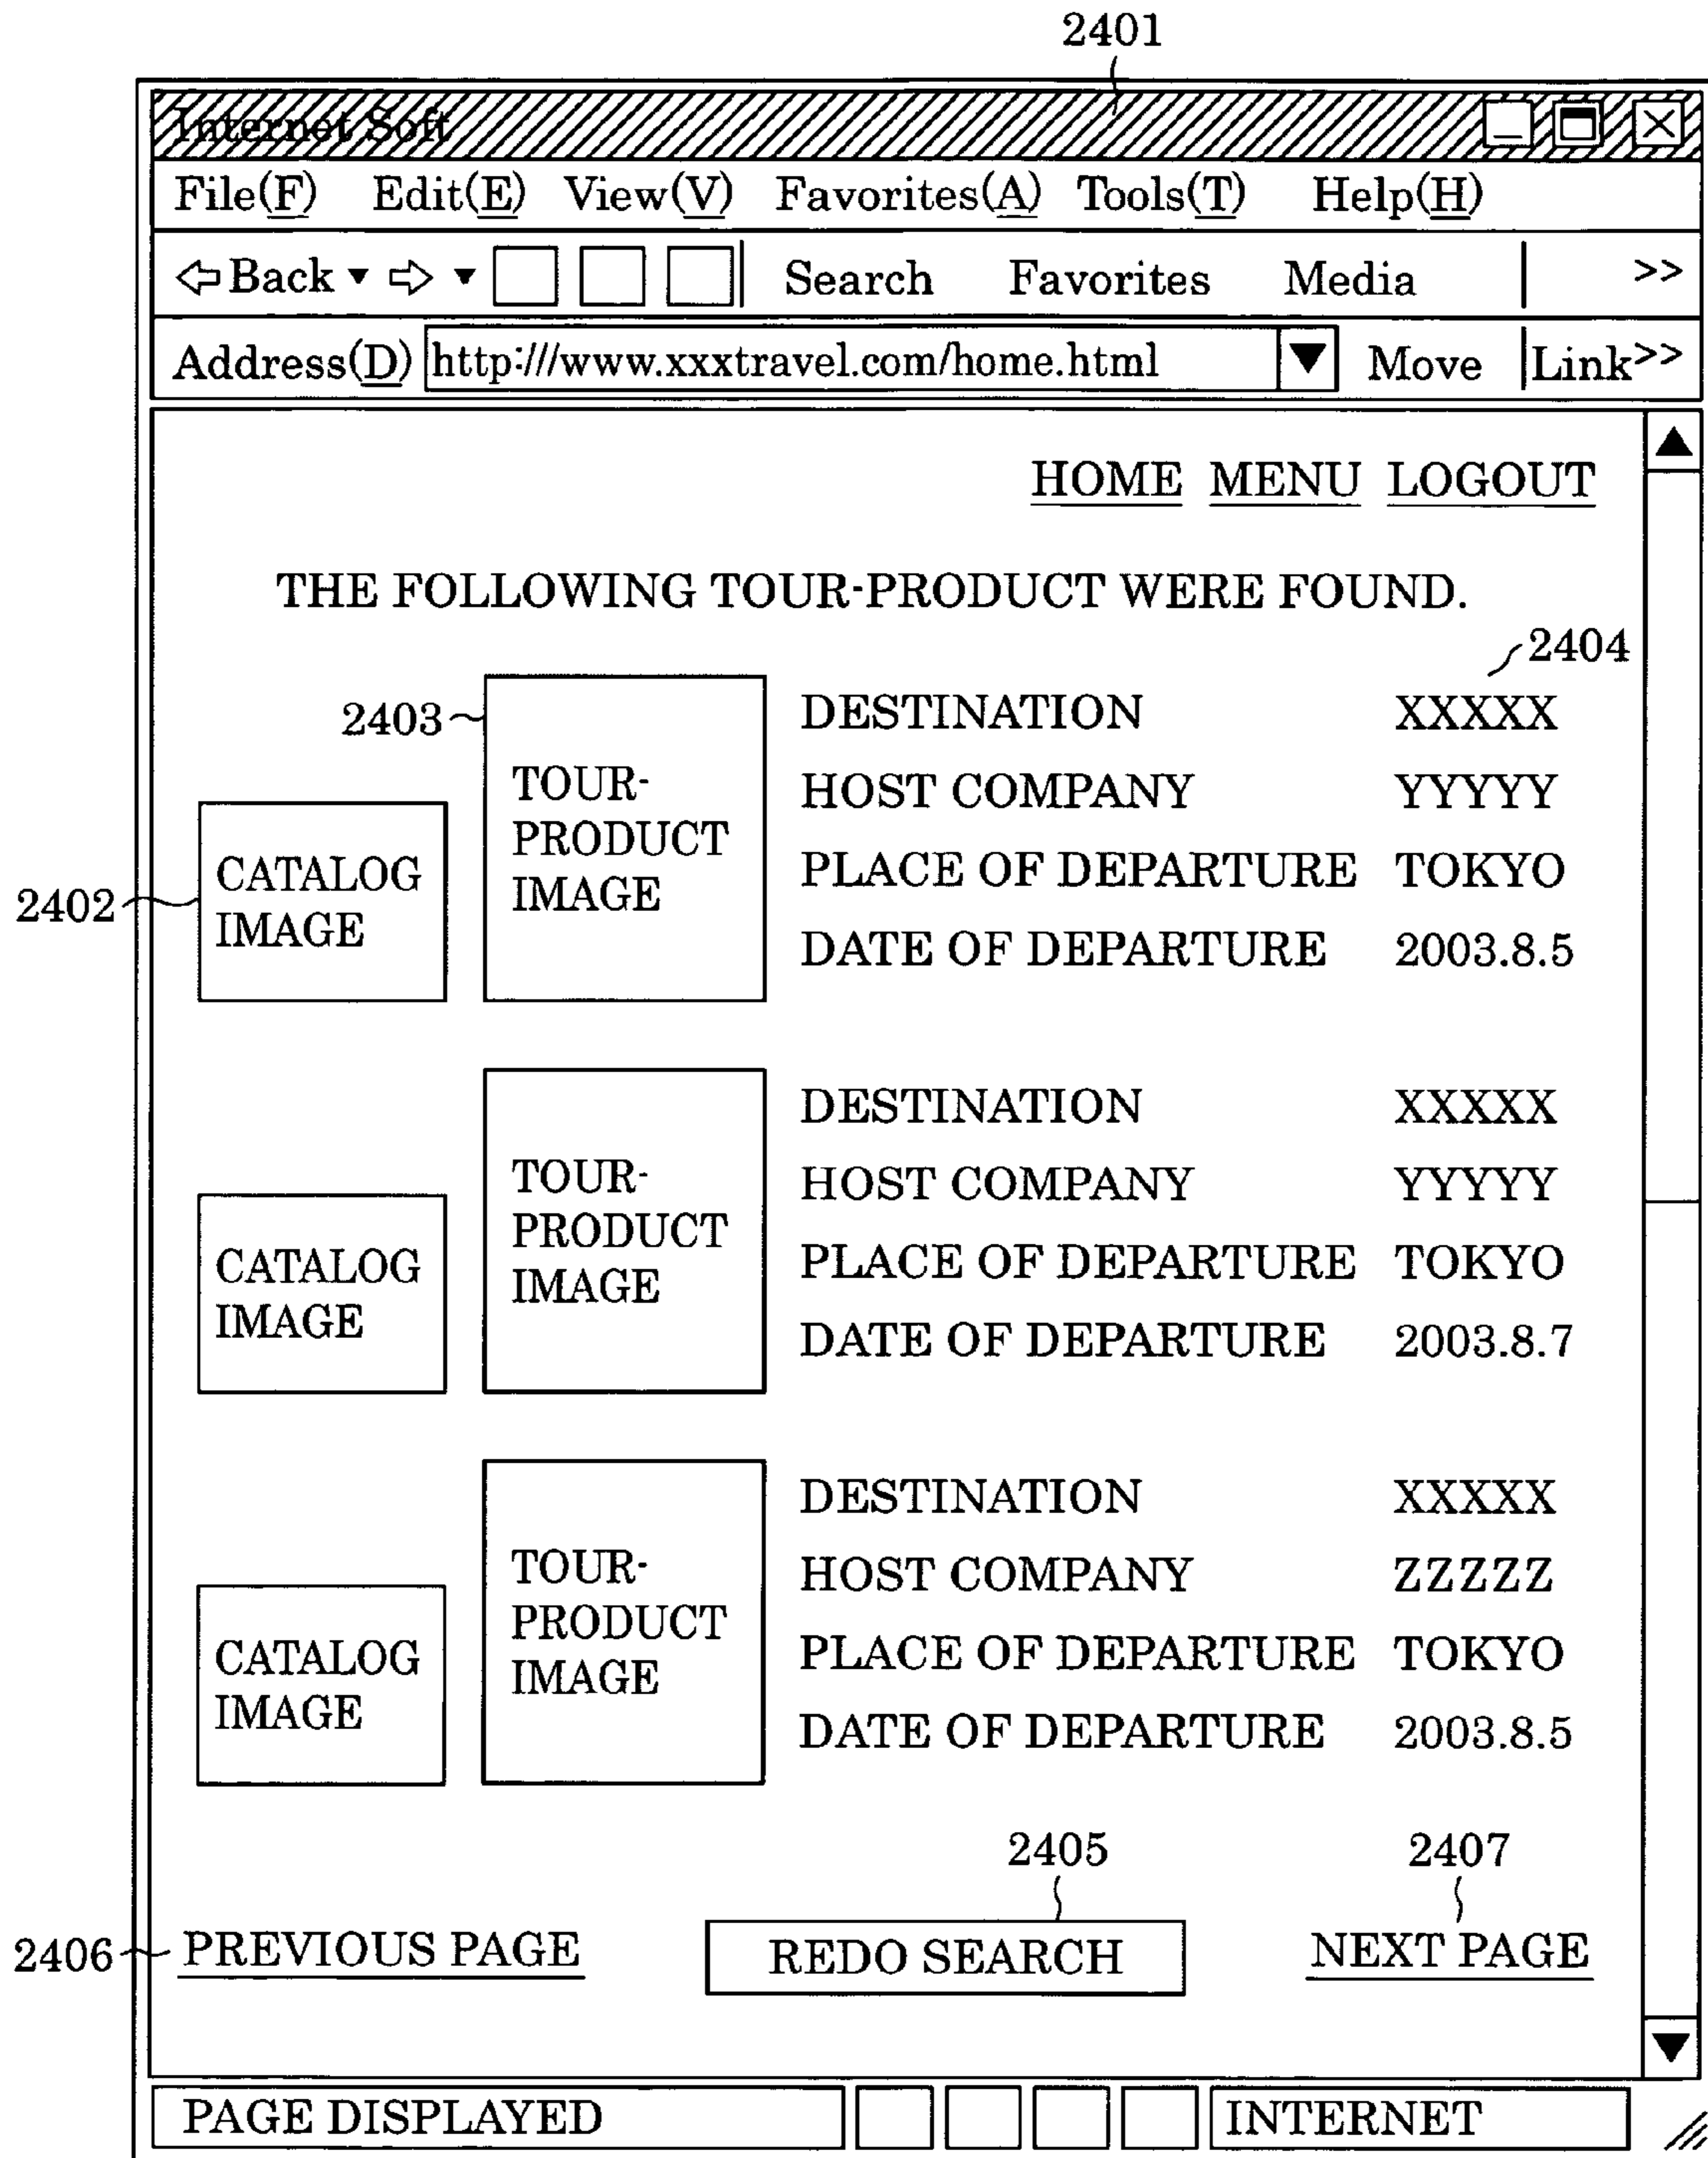 2401
Internet Soft
File(F) Edit(E) View(V) Favorites(A) Tools(T) Help(H)
Back Search Favorites Media >>
Address(D) http:///www.xxxtravel.com/home.html Move Link>>
HOME MENU LOGOUT
THE FOLLOWING TOUR-PRODUCT WERE FOUND.
2404
2403
2402
CATALOG
IMAGE
TOUR-
PRODUCT
IMAGE
DESTINATION XXXXX
HOST COMPANY YYYYY
PLACE OF DEPARTURE TOKYO
DATE OF DEPARTURE 2003.8.5
CATALOG
IMAGE
TOUR-
PRODUCT
IMAGE
DESTINATION XXXXX
HOST COMPANY YYYYY
PLACE OF DEPARTURE TOKYO
DATE OF DEPARTURE 2003.8.7
CATALOG
IMAGE
TOUR-
PRODUCT
IMAGE
DESTINATION XXXXX
HOST COMPANY ZZZZZ
PLACE OF DEPARTURE TOKYO
DATE OF DEPARTURE 2003.8.5
2405 2407
2406 PREVIOUS PAGE REDO SEARCH NEXT PAGE
PAGE DISPLAYED INTERNET